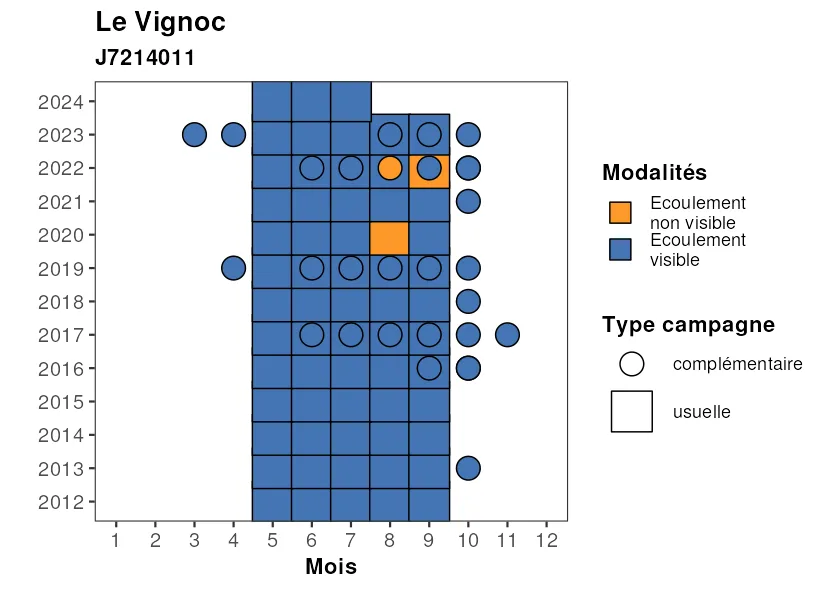 Le Vignoc
J7214011
2024
2023
2022
2021
2020
2019
2018
2017
2016
2015
2014
2013
2012
1 2 3 4 5 6 7 8 9 10 11 12
Mois
Modalités
Ecoulement
non visible
Ecoulement
visible
Type campagne
complémentaire
usuelle